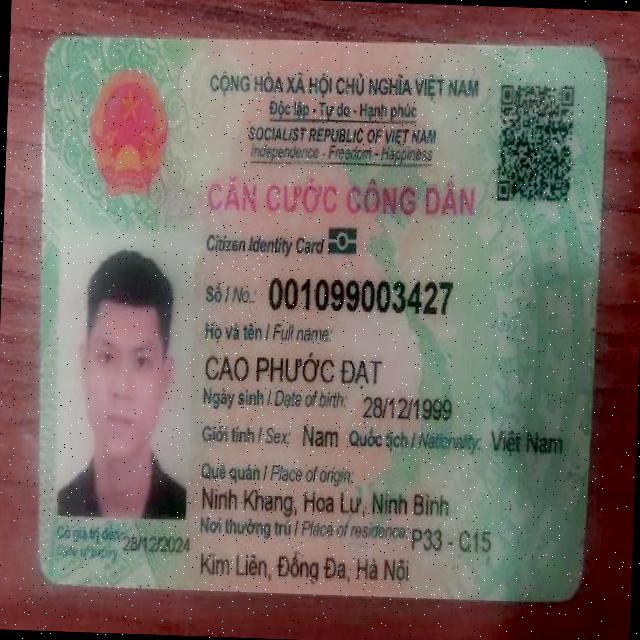 CỘNG HÒA XÃ HỘI CHỦ NGHĨA VIỆT NAM
Độc lập - Tự do - Hạnh phúc
SOCIALIST REPUBLIC OF VIET NAM
Independence - Freedom - Happiness
CĂN CƯỚC CÔNG DÂN
Citizen Identity Card
Số / No.: 001099003427
Họ và tên / Full name:
CAO PHƯỚC ĐẠT
Ngày sinh / Date of birth: 28/12/1999
Giới tính / Sex: Nam Quốc tịch / Nationality: Việt Nam
Quê quán / Place of origin:
Ninh Khang, Hoa Lư, Ninh Bình
Nơi thường trú / Place of residence: P33 - C15
Kim Liên, Đống Đa, Hà Nội
Có giá trị đến: 28/12/2024
Date of expiry